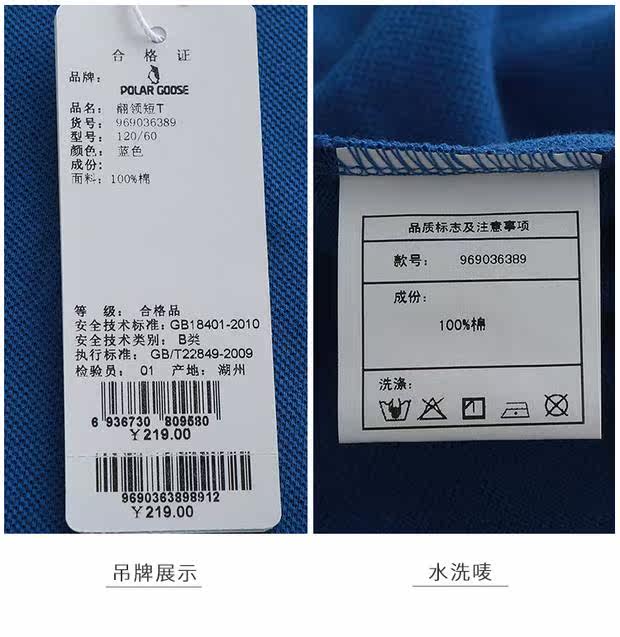 合格证
品牌：
POLAR GOOSE
品名：翻领短T
货号：969036389
型号：120/60
颜色：蓝色
成份：
面料：100%棉
等 级：合格品
安全技术标准：GB18401-2010
安全技术类别：B类
执行标准：GB/T22849-2009
检验员：01 产地：湖州
6 936730 809580
￥219.00
9690363898912
￥219.00
品质标志及注意事项
款号：969036389
成份：
100%棉
洗涤：
吊牌展示
水洗唛